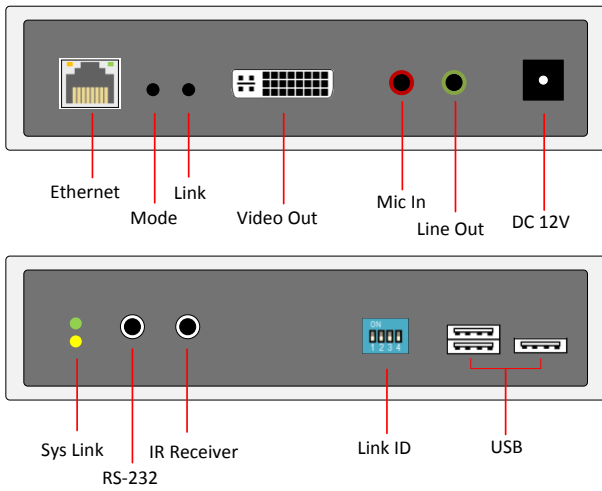 Ethernet
Mode
Link
Video Out
Mic In
Line Out
DC 12V
ON
1 2 3 4
Sys Link
RS-232
IR Receiver
Link ID
USB